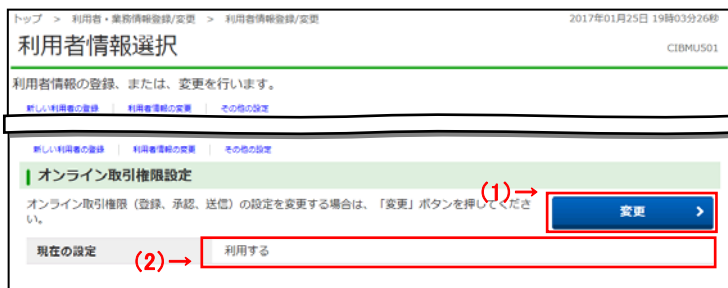 トップ > 利用者・業務情報登録/変更 > 利用者情報登録/変更 2017年01月25日 19時03分26秒
利用者情報選択 CIBMU501
利用者情報の登録、または、変更を行います。
新しい利用者の登録 | 利用者情報の変更 | その他の設定
新しい利用者の登録 | 利用者情報の変更 | その他の設定
オンライン取引権限設定
(1)→
オンライン取引権限(登録、承認、送信)の設定を変更する場合は、「変更」ボタンを押してくださ
い。
変更 >
現在の設定 (2)→ 利用する